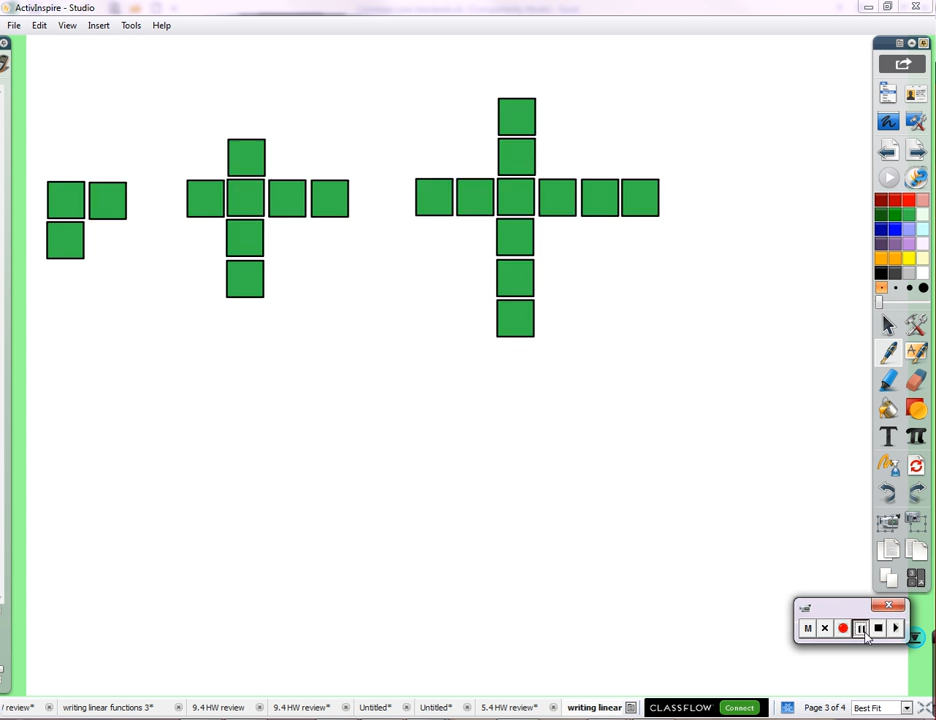 ActivInspire - Studio
File Edit View Insert Tools Help
M
T
/ review*
writing linear functions 3*
9.4 HW review
9.4 HW review*
Untitled*
Untitled*
5.4 HW review*
writing linear
CLASSFLOW
Connect
Page 3 of 4
Best Fit